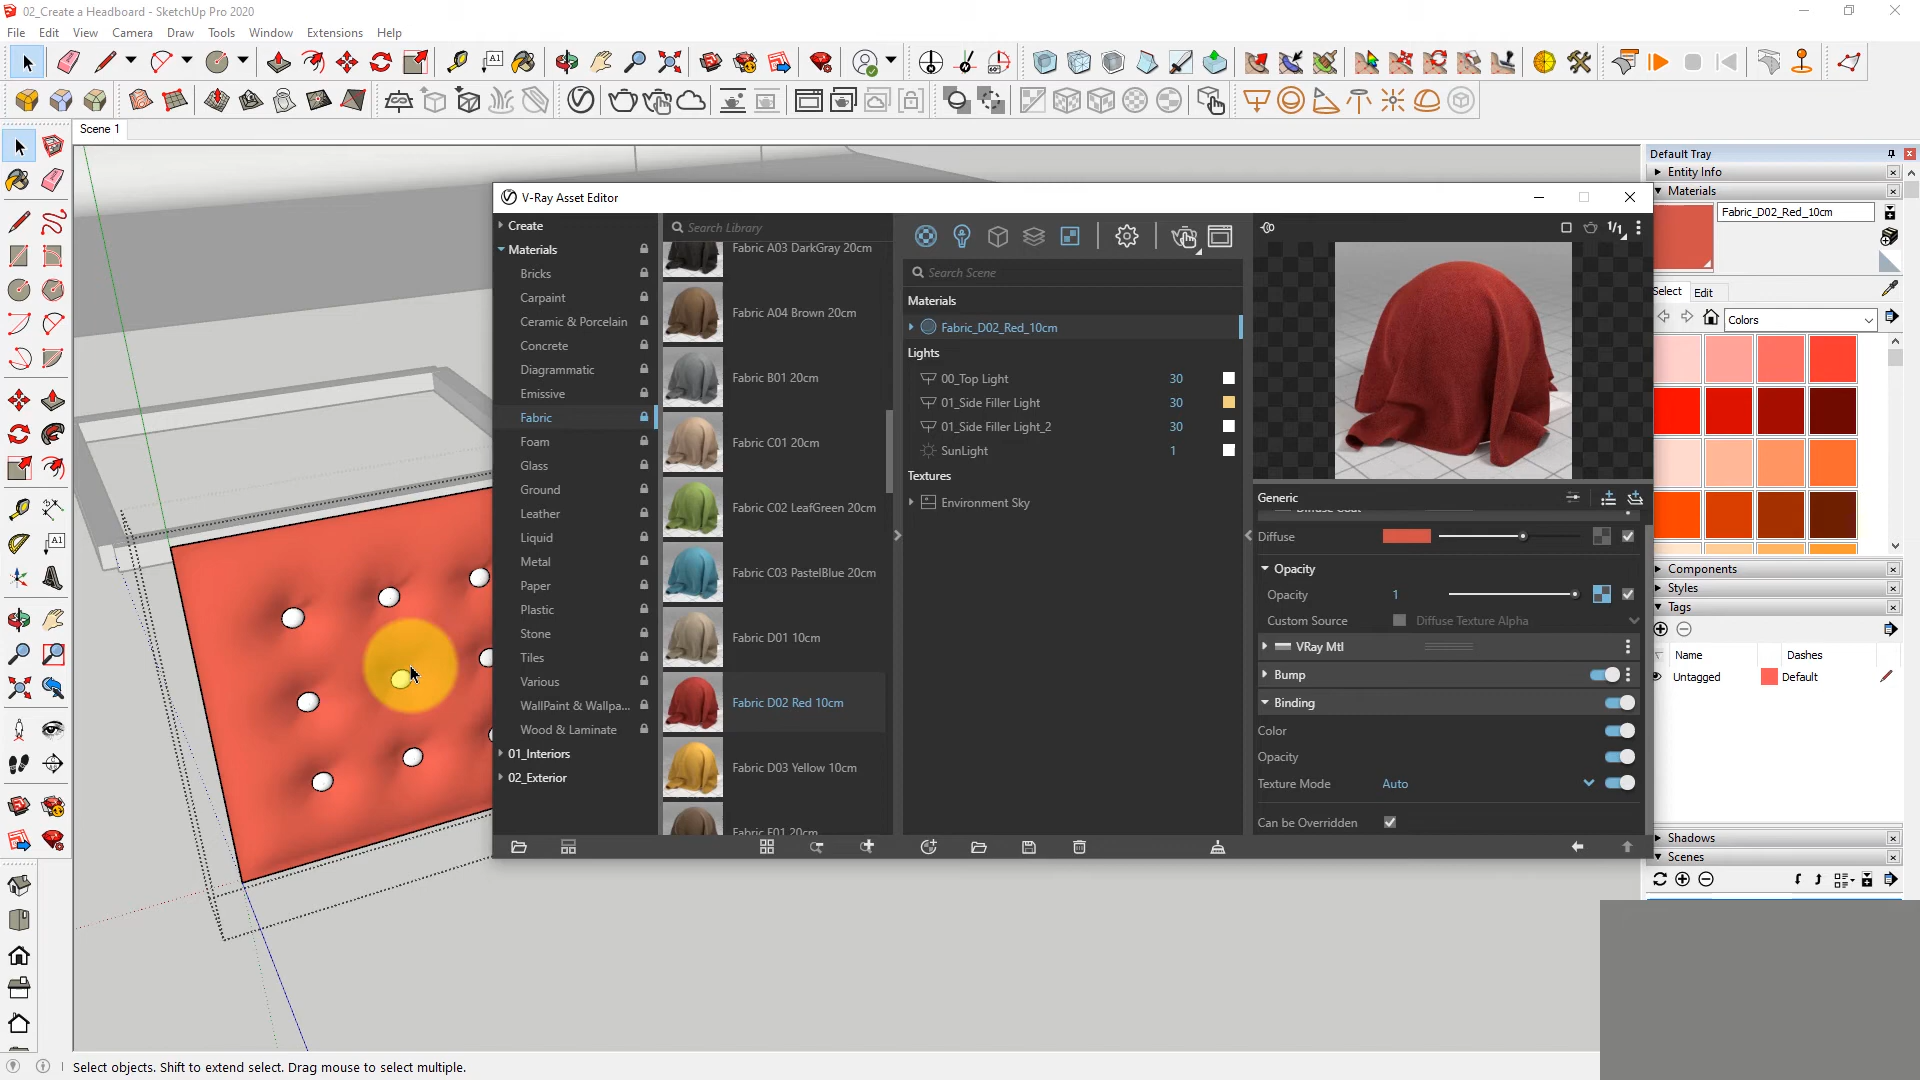 02_Create a Headboard - SketchUp Pro 2020
File Edit View Camera Draw Tools Window Extensions Help
Scene 1
Default Tray
Entity Info
Materials
Fabric_D02_Red_10cm
Select Edit
Colors
Components
Styles
Tags
Name Dashes
Untagged Default
Shadows
Scenes
V-Ray Asset Editor
Create
Materials
Bricks
Carpaint
Ceramic & Porcelain
Concrete
Diagrammatic
Emissive
Fabric
Foam
Glass
Ground
Leather
Liquid
Metal
Paper
Plastic
Stone
Tiles
Various
WallPaint & Wallpa...
Wood & Laminate
01_Interiors
02_Exterior
Search Library
Fabric A03 DarkGray 20cm
Fabric A04 Brown 20cm
Fabric B01 20cm
Fabric C01 20cm
Fabric C02 LeafGreen 20cm
Fabric C03 PastelBlue 20cm
Fabric D01 10cm
Fabric D02 Red 10cm
Fabric D03 Yellow 10cm
Fabric E01 20cm
Search Scene
Materials
Fabric_D02_Red_10cm
Lights
00_Top Light 30
01_Side Filler Light 30
01_Side Filler Light_2 30
SunLight 1
Textures
Environment Sky
1/1
Generic
Diffuse Coat
Diffuse
Opacity
Opacity 1
Custom Source Diffuse Texture Alpha
VRay Mtl
Bump
Binding
Color
Opacity
Texture Mode Auto
Can be Overridden
Select objects. Shift to extend select. Drag mouse to select multiple.